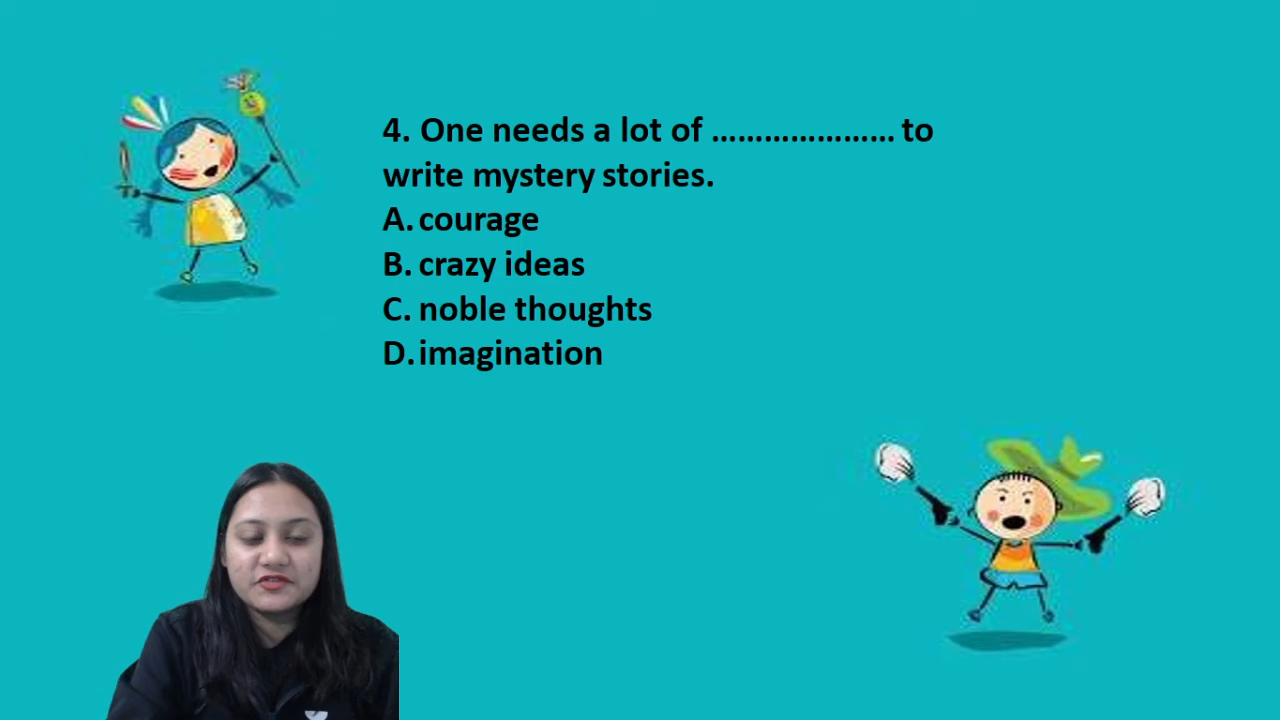 4. One needs a lot of ..................... to
write mystery stories.
A. courage
B. crazy ideas
C. noble thoughts
D. imagination